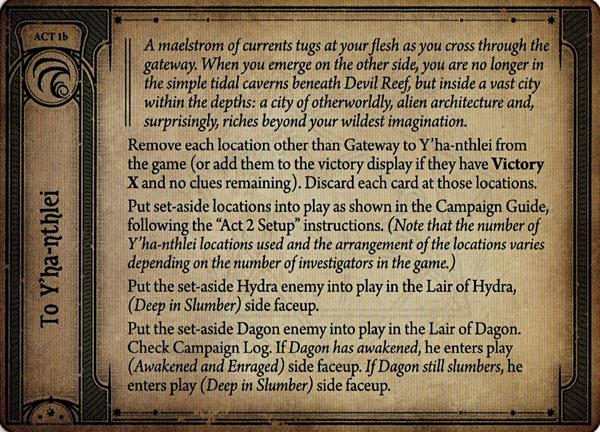 ACT 1b
To Y'ha-nthlei
A maelstrom of currents tugs at your flesh as you cross through the
gateway. When you emerge on the other side, you are no longer in
the simple tidal caverns beneath Devil Reef, but inside a vast city
within the depths: a city of otherworldly, alien architecture and,
surprisingly, riches beyond your wildest imagination.
Remove each location other than Gateway to Y'ha-nthlei from
the game (or add them to the victory display if they have Victory
X and no clues remaining). Discard each card at those locations.
Put set-aside locations into play as shown in the Campaign Guide,
following the “Act 2 Setup” instructions. (Note that the number of
Y'ha-nthlei locations used and the arrangement of the locations varies
depending on the number of investigators in the game.)
Put the set-aside Hydra enemy into play in the Lair of Hydra,
(Deep in Slumber) side faceup.
Put the set-aside Dagon enemy into play in the Lair of Dagon.
Check Campaign Log. If Dagon has awakened, he enters play
(Awakened and Enraged) side faceup. If Dagon still slumbers, he
enters play (Deep in Slumber) side faceup.